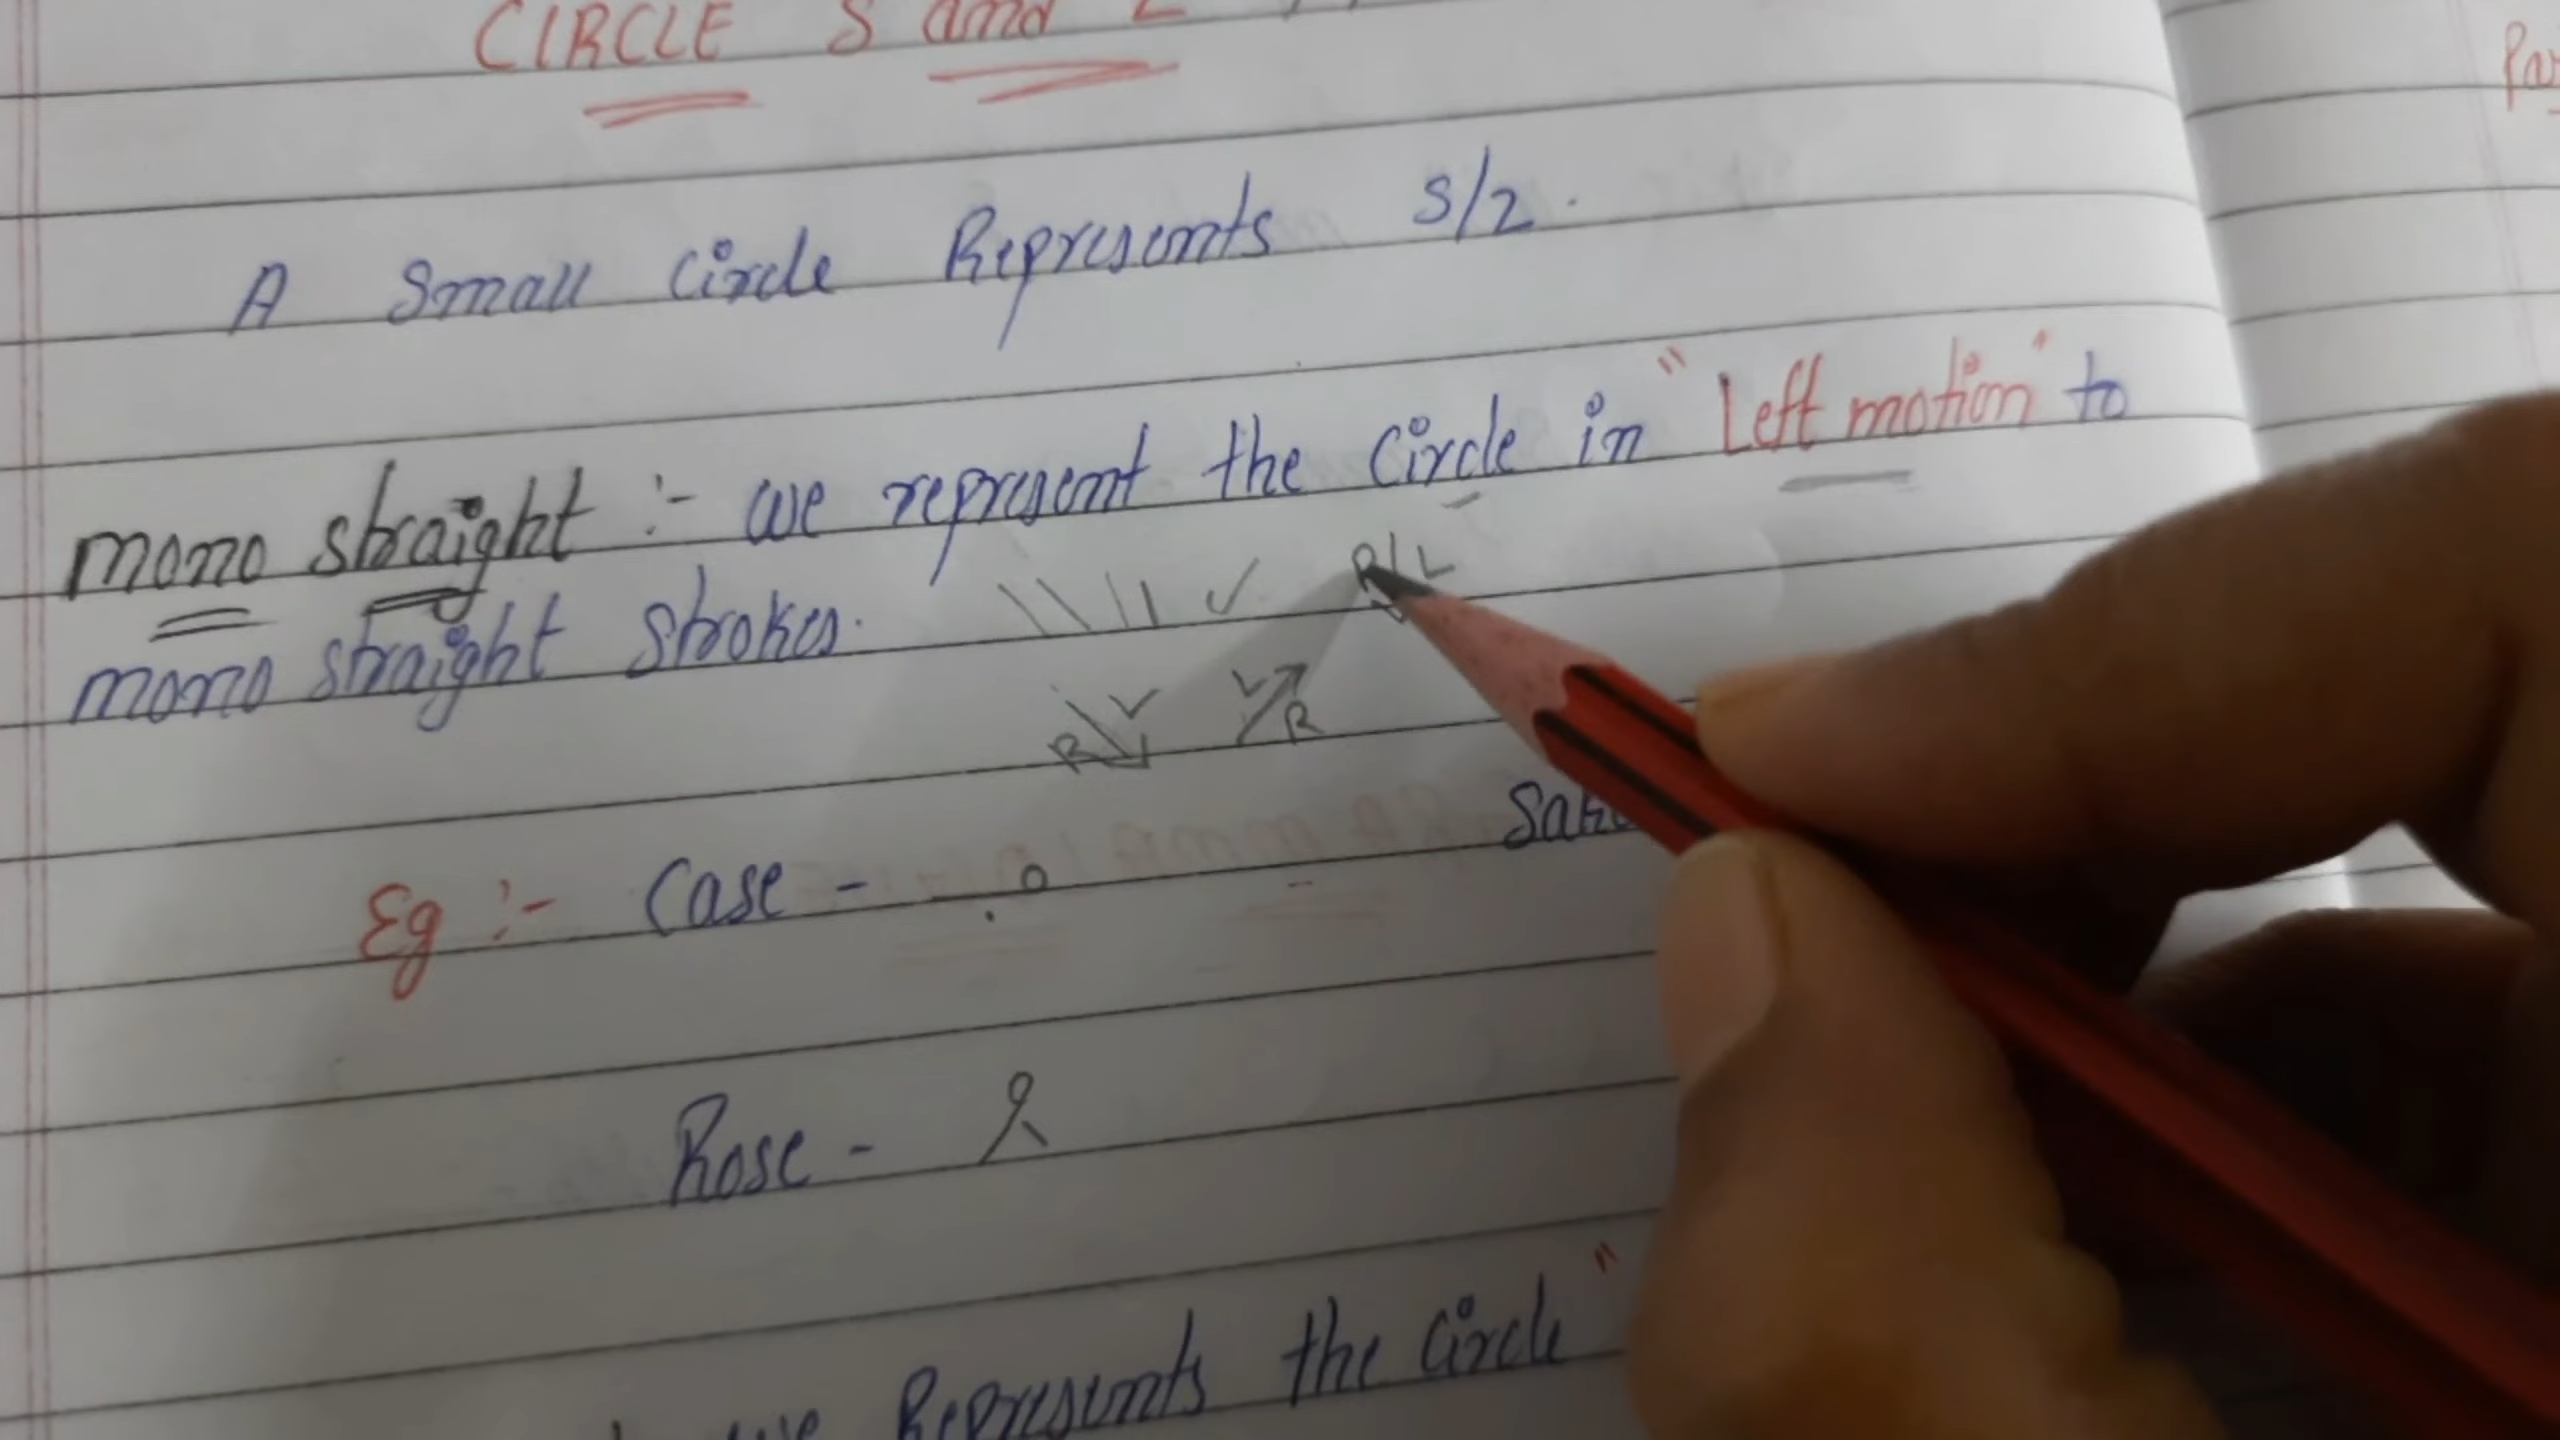 CIRCLE S and Z
A Small Circle Represents S/Z.
mono straight :- we represent the Circle in "Left motion" to
mono straight strokes.
R L
L
R L R
Eg :- Case -
Rose -
we Represents the Circle "